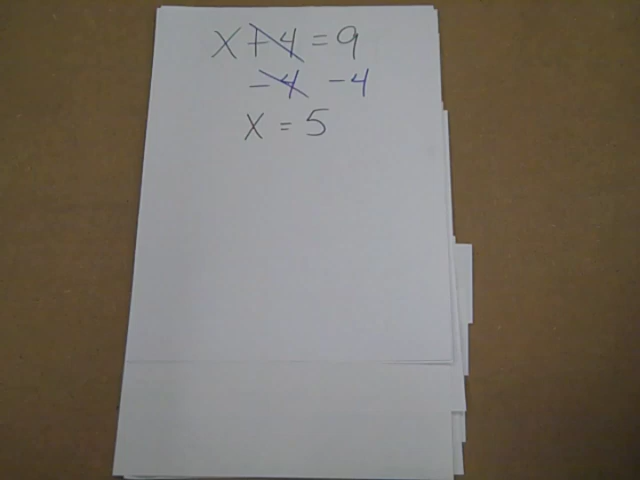 x + 4 = 9
- 4 - 4
x = 5